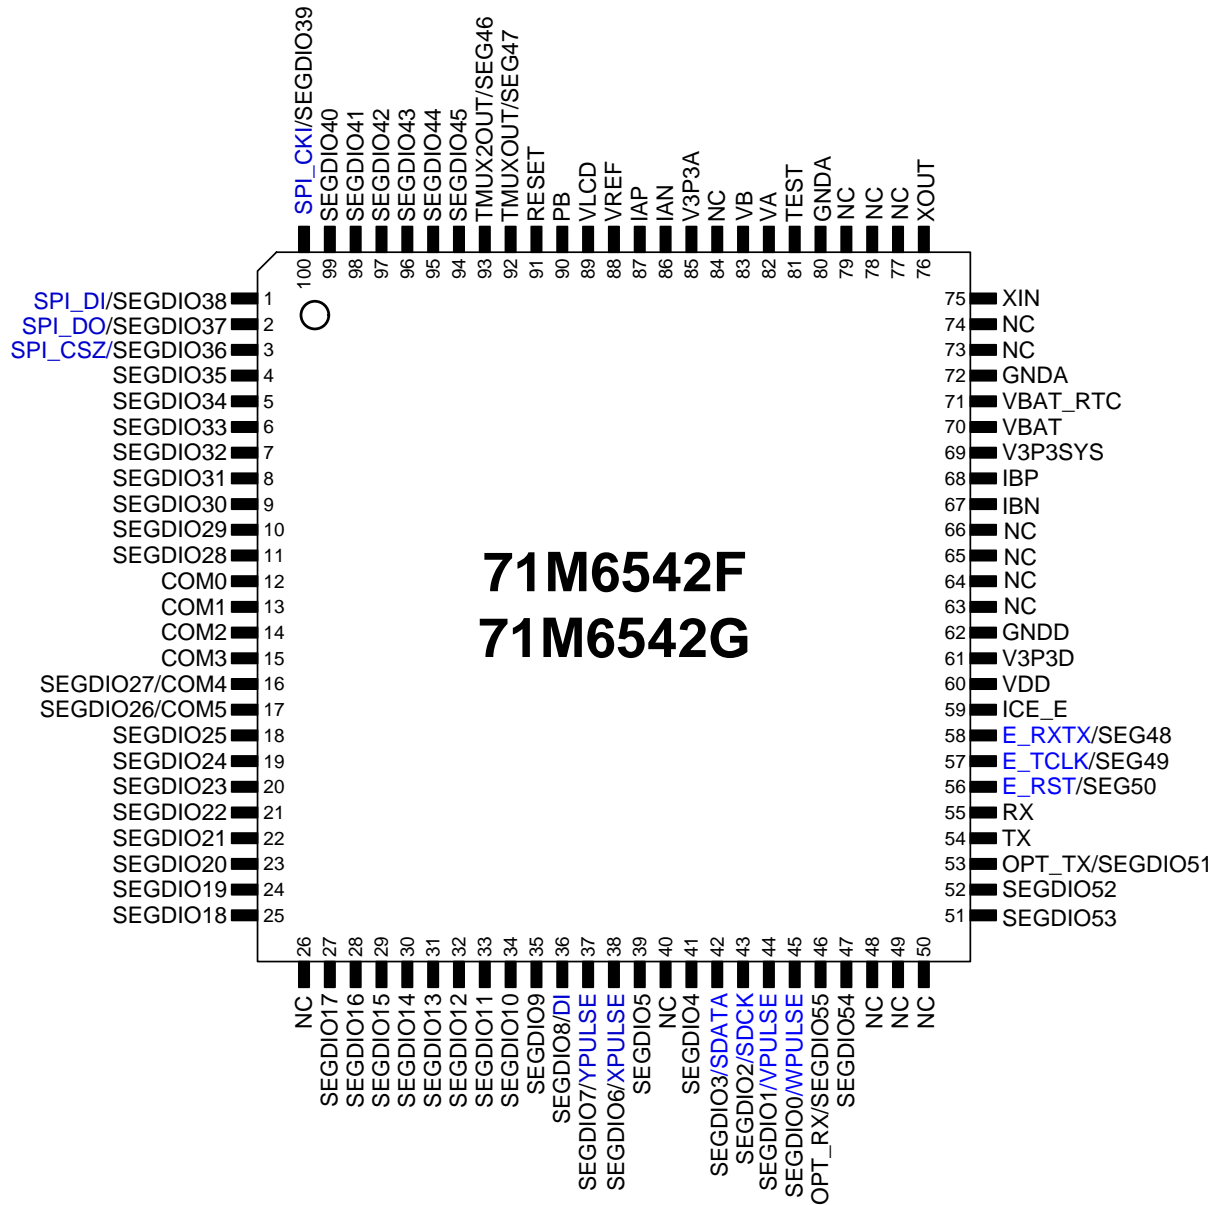 SPI_CKI/SEGDIO39
SEGDIO40
SEGDIO41
SEGDIO42
SEGDIO43
SEGDIO44
SEGDIO45
TMUX2OUT/SEG46
TMUXOUT/SEG47
RESET
PB
VLCD
VREF
IAP
IAN
V3P3A
NC
VB
VA
TEST
GNDA
NC
NC
NC
XOUT
100
99
98
97
96
95
94
93
92
91
90
89
88
87
86
85
84
83
82
81
80
79
78
77
76
SPI_DI/SEGDIO38 1
SPI_DO/SEGDIO37 2
SPI_CSZ/SEGDIO36 3
SEGDIO35 4
SEGDIO34 5
SEGDIO33 6
SEGDIO32 7
SEGDIO31 8
SEGDIO30 9
SEGDIO29 10
SEGDIO28 11
COM0 12
COM1 13
COM2 14
COM3 15
SEGDIO27/COM4 16
SEGDIO26/COM5 17
SEGDIO25 18
SEGDIO24 19
SEGDIO23 20
SEGDIO22 21
SEGDIO21 22
SEGDIO20 23
SEGDIO19 24
SEGDIO18 25
71M6542F
71M6542G
75 XIN
74 NC
73 NC
72 GNDA
71 VBAT_RTC
70 VBAT
69 V3P3SYS
68 IBP
67 IBN
66 NC
65 NC
64 NC
63 NC
62 GNDD
61 V3P3D
60 VDD
59 ICE_E
58 E_RXTX/SEG48
57 E_TCLK/SEG49
56 E_RST/SEG50
55 RX
54 TX
53 OPT_TX/SEGDIO51
52 SEGDIO52
51 SEGDIO53
26
27
28
29
30
31
32
33
34
35
36
37
38
39
40
41
42
43
44
45
46
47
48
49
50
NC
SEGDIO17
SEGDIO16
SEGDIO15
SEGDIO14
SEGDIO13
SEGDIO12
SEGDIO11
SEGDIO10
SEGDIO9
SEGDIO8/DI
SEGDIO7/YPULSE
SEGDIO6/XPULSE
SEGDIO5
NC
SEGDIO4
SEGDIO3/SDATA
SEGDIO2/SDCK
SEGDIO1/VPULSE
SEGDIO0/WPULSE
OPT_RX/SEGDIO55
SEGDIO54
NC
NC
NC